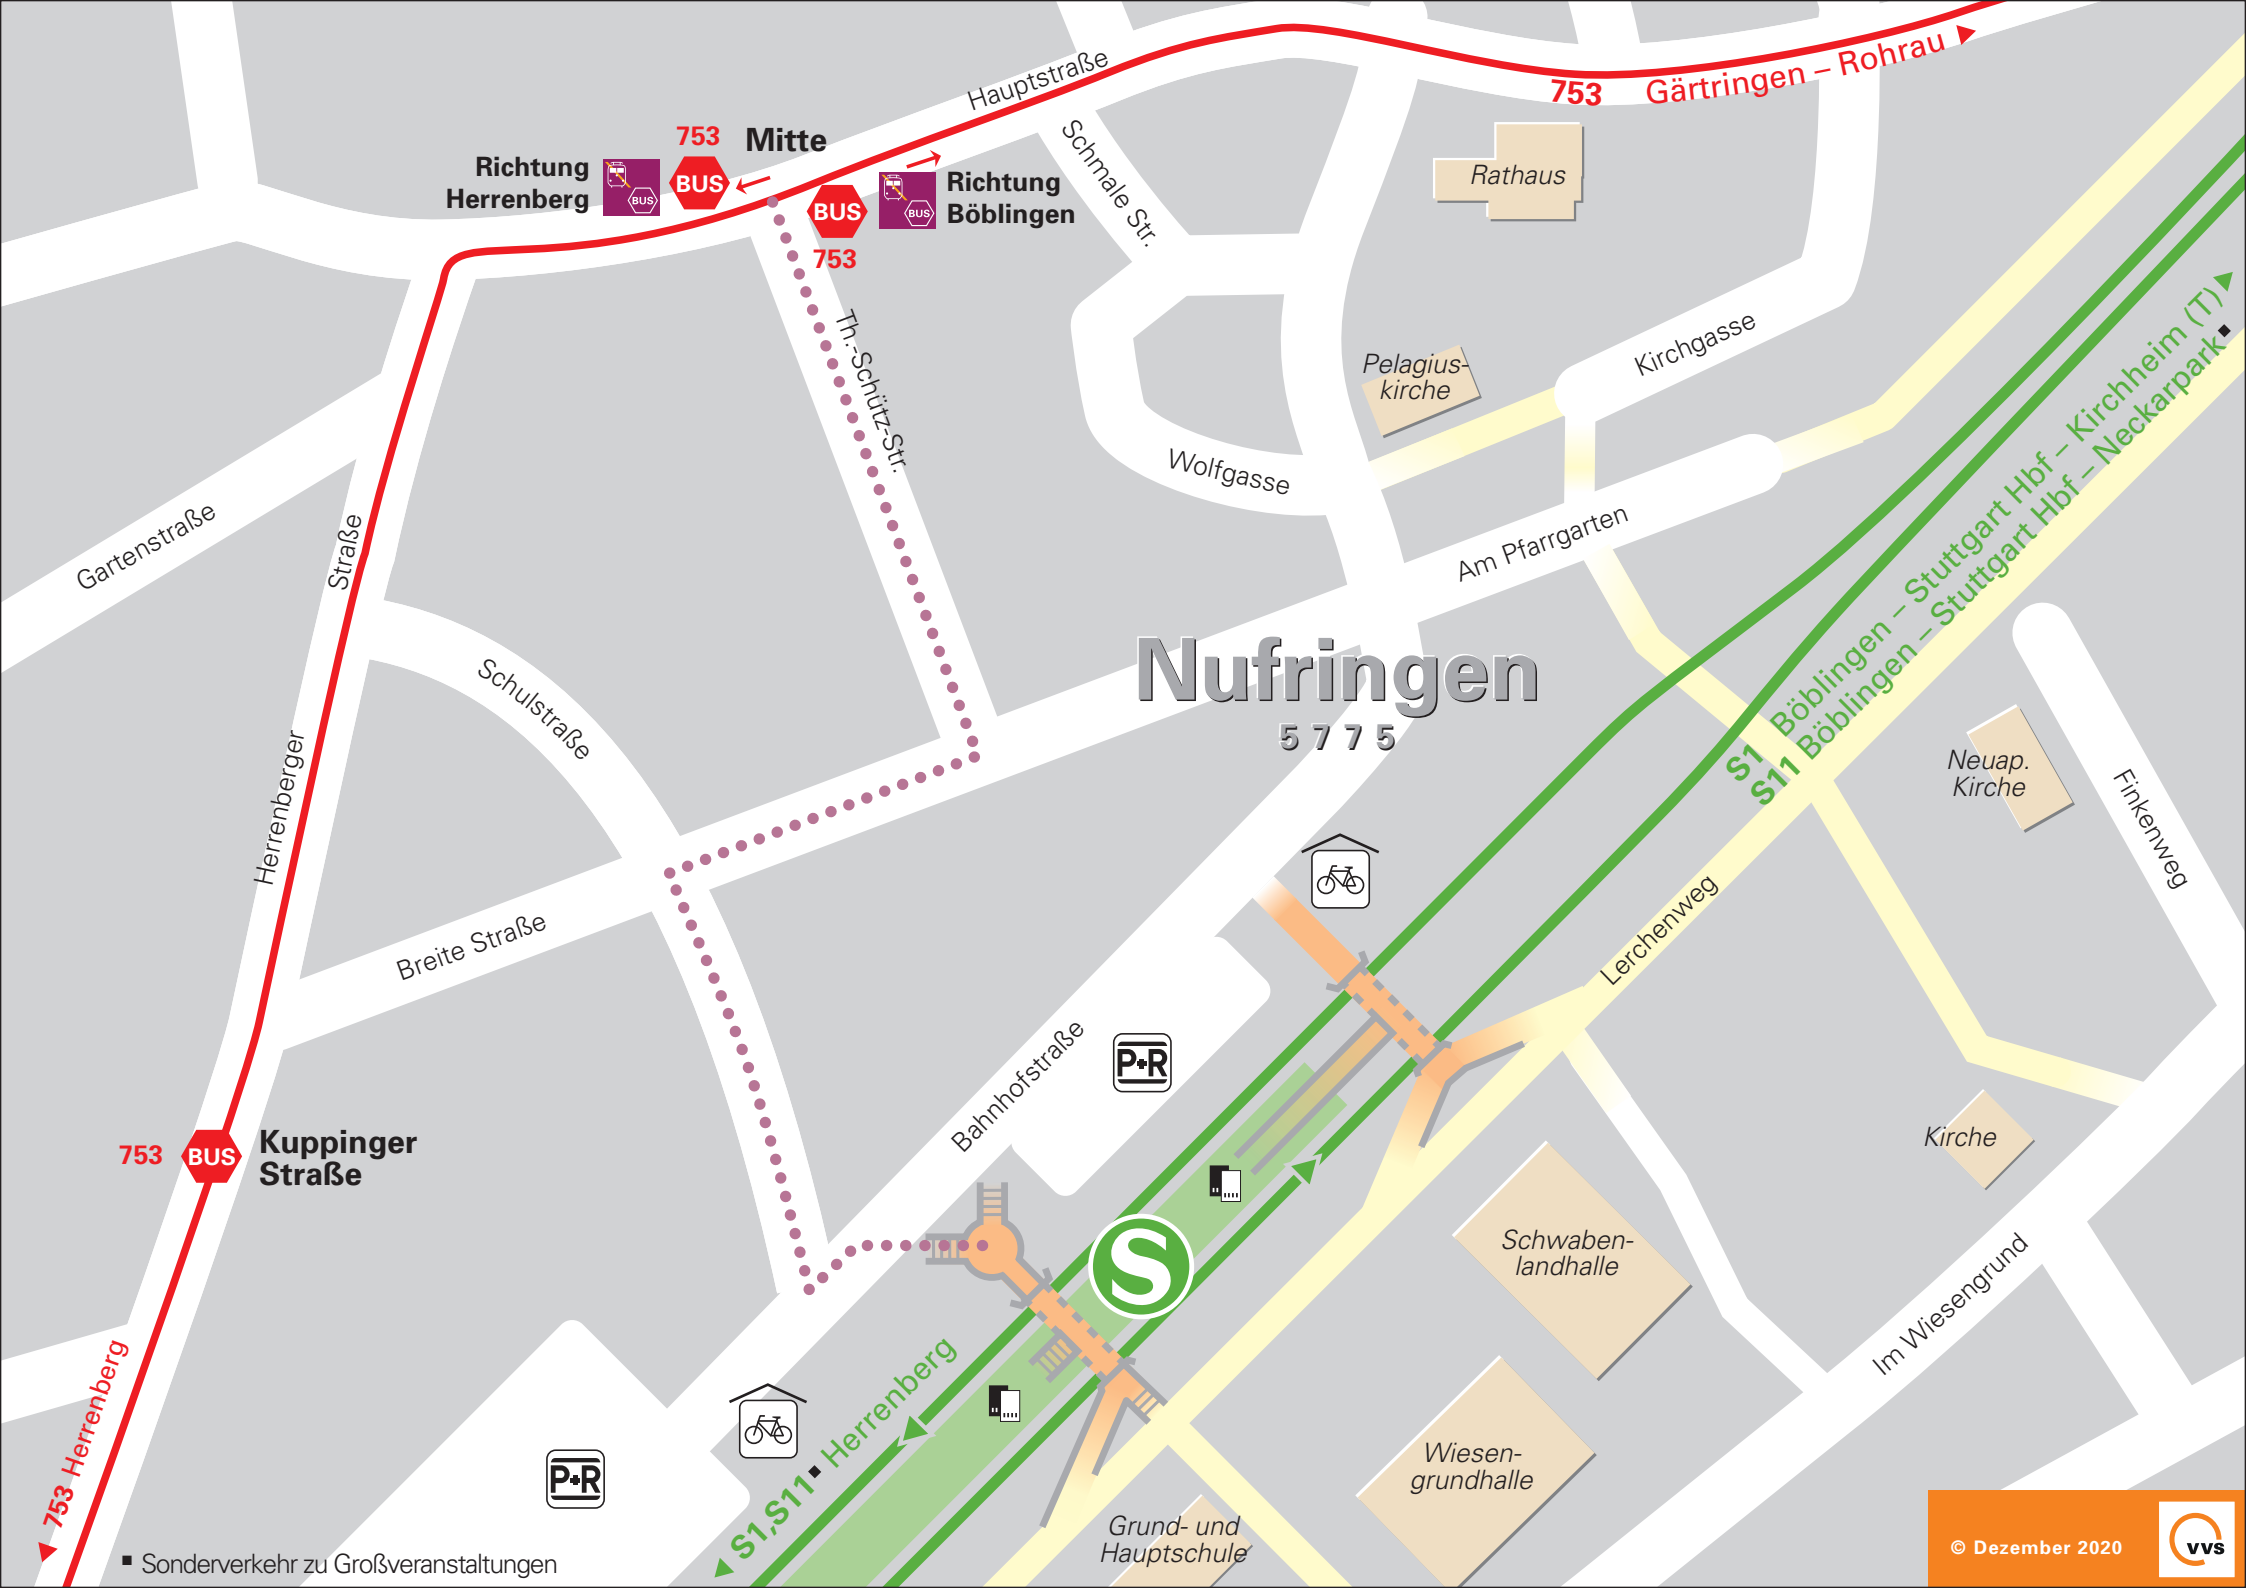 Hauptstraße
753 Gärtringen – Rohrau
753
Mitte
Richtung
Herrenberg
BUS
BUS
BUS
BUS
753
Richtung
Böblingen
Schmale Str.
Rathaus
Th.-Schütz-Str.
Pelagius-
kirche
Kirchgasse
Wolfgasse
Am Pfarrgarten
Gartenstraße
Herrenberger
Straße
Schulstraße
Breite Straße
Nufringen
5775
S1 Böblingen – Stuttgart Hbf – Kirchheim (T)
S11 Böblingen – Stuttgart Hbf – Neckarpark
Neuap.
Kirche
Finkenweg
Lerchenweg
Bahnhofstraße
P+R
753
BUS
Kuppinger
Straße
Kirche
Schwaben-
landhalle
S
Im Wiesengrund
753 Herrenberg
S1,S11 Herrenberg
P+R
Wiesen-
grundhalle
Grund- und
Hauptschule
Sonderverkehr zu Großveranstaltungen
© Dezember 2020
VVS